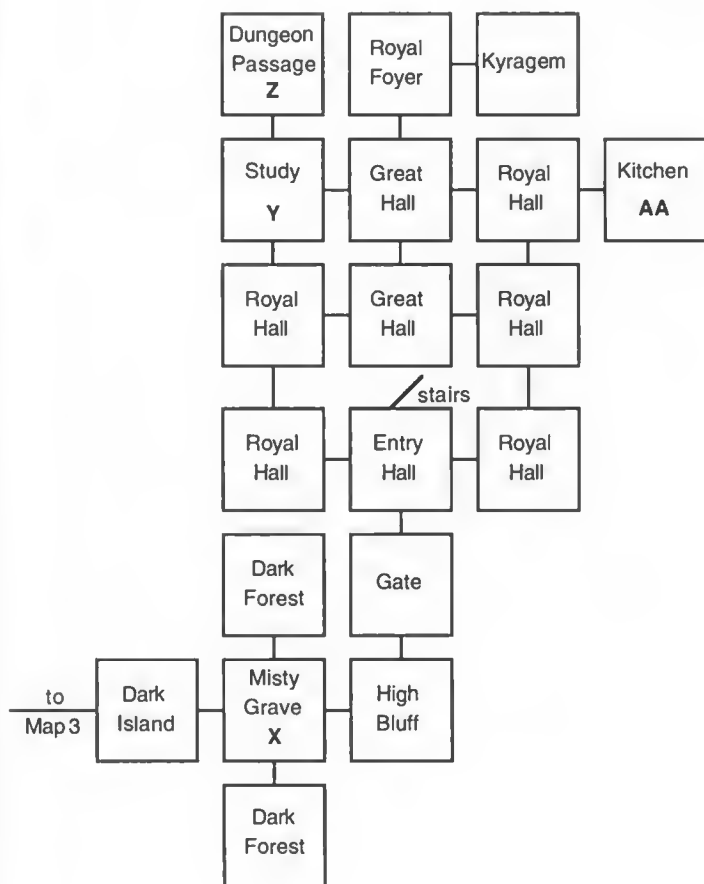 Dungeon
Passage
Z
Royal
Foyer
Kyragem
Study
Y
Great
Hall
Royal
Hall
Kitchen
AA
Royal
Hall
Great
Hall
Royal
Hall
stairs
Royal
Hall
Entry
Hall
Royal
Hall
Dark
Forest
Gate
to
Map 3
Dark
Island
Misty
Grave
X
High
Bluff
Dark
Forest